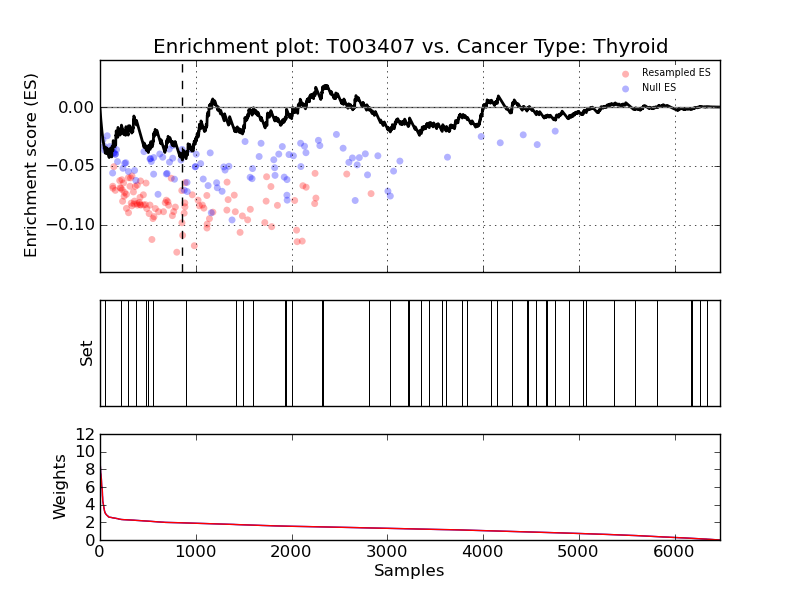 Enrichment plot: T003407 vs. Cancer Type: Thyroid
Enrichment score (ES)
0.00
−0.05
−0.10
Resampled ES
Null ES
Set
Weights
12
10
8
6
4
2
0
0 1000 2000 3000 4000 5000 6000
Samples